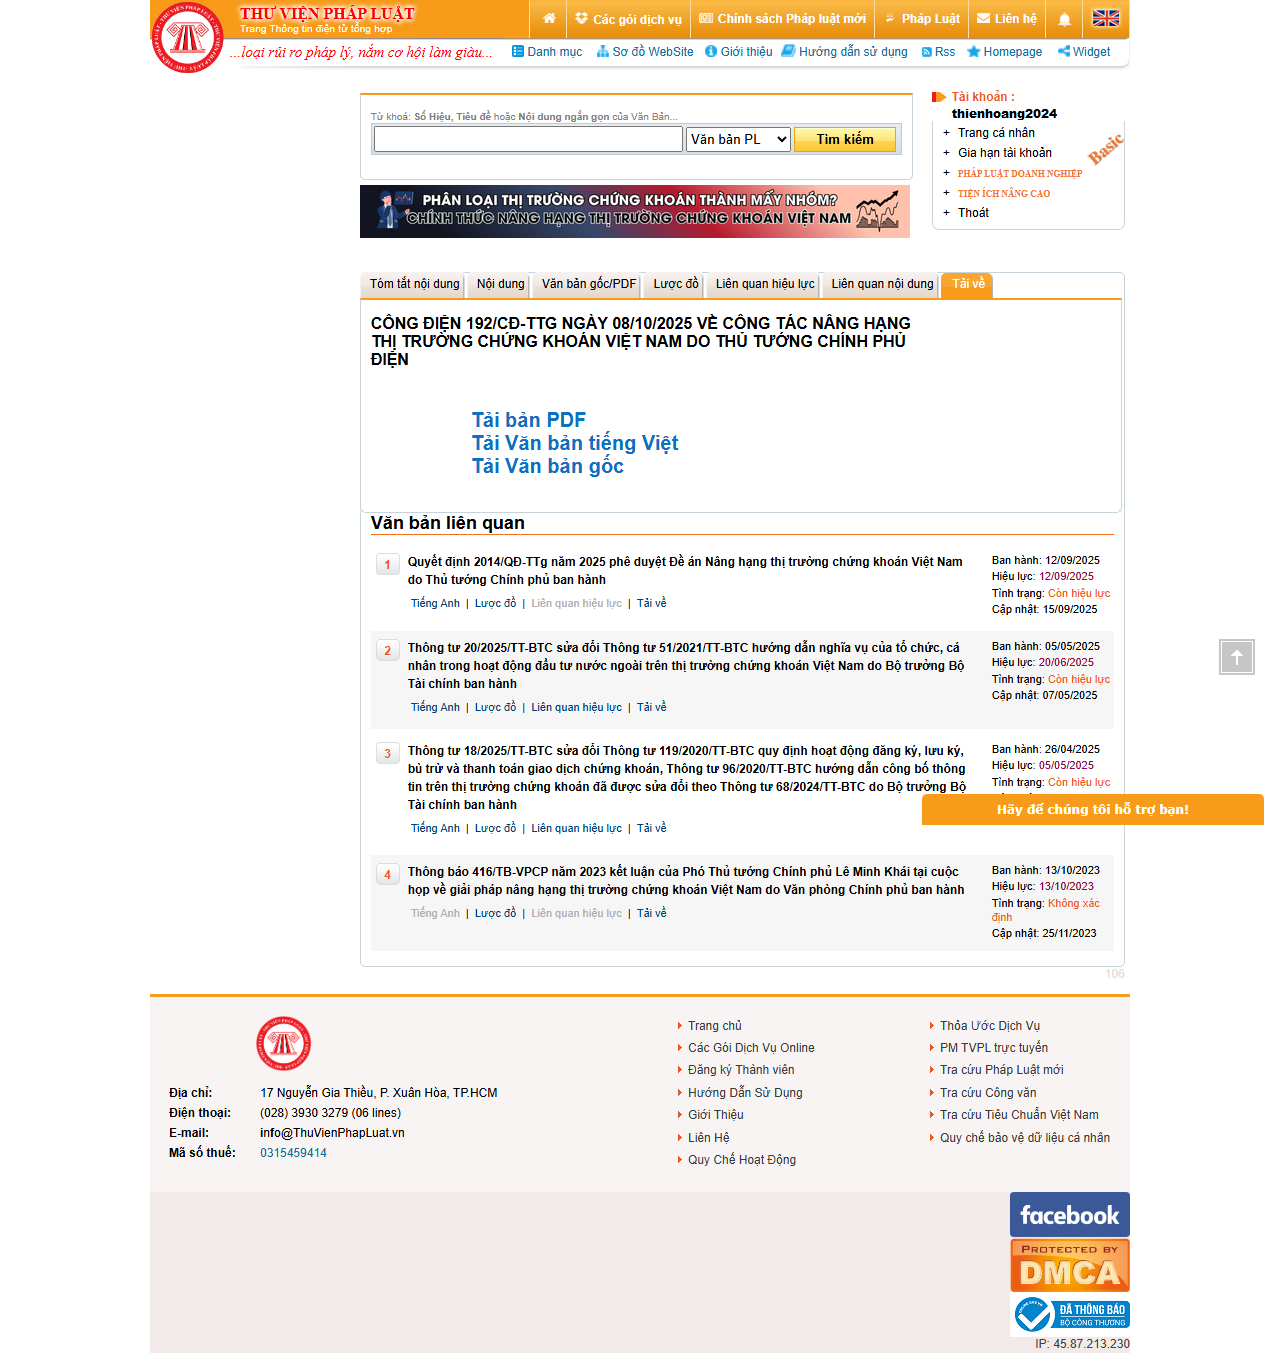 THƯ VIỆN PHÁP LUẬT
Trang Thông tin điện tử tổng hợp
Các gói dịch vụ
Chính sách Pháp luật mới
Pháp Luật
Liên hệ
...loại rủi ro pháp lý, nắm cơ hội làm giàu...
Danh mục
Sơ đồ WebSite
Giới thiệu
Hướng dẫn sử dụng
Rss
Homepage
Widget
Từ khoá: Số Hiệu, Tiêu đề hoặc Nội dung ngắn gọn của Văn Bản...
Văn bản PL
Tìm kiếm
PHÂN LOẠI THỊ TRƯỜNG CHỨNG KHOÁN THÀNH MẤY NHÓM?
CHÍNH THỨC NÂNG HẠNG THỊ TRƯỜNG CHỨNG KHOÁN VIỆT NAM
Tài khoản :
thienhoang2024
+ Trang cá nhân
+ Gia hạn tài khoản
+ PHÁP LUẬT DOANH NGHIỆP
+ TIỆN ÍCH NÂNG CAO
+ Thoát
Basic
Tóm tắt nội dung
Nội dung
Văn bản gốc/PDF
Lược đồ
Liên quan hiệu lực
Liên quan nội dung
Tải về
CÔNG ĐIỆN 192/CĐ-TTG NGÀY 08/10/2025 VỀ CÔNG TÁC NÂNG HẠNG
THỊ TRƯỜNG CHỨNG KHOÁN VIỆT NAM DO THỦ TƯỚNG CHÍNH PHỦ
ĐIỆN
Tải bản PDF
Tải Văn bản tiếng Việt
Tải Văn bản gốc
Văn bản liên quan
1
Quyết định 2014/QĐ-TTg năm 2025 phê duyệt Đề án Nâng hạng thị trường chứng khoán Việt Nam
do Thủ tướng Chính phủ ban hành
Tiếng Anh | Lược đồ | Liên quan hiệu lực | Tải về
Ban hành: 12/09/2025
Hiệu lực: 12/09/2025
Tình trạng: Còn hiệu lực
Cập nhật: 15/09/2025
2
Thông tư 20/2025/TT-BTC sửa đổi Thông tư 51/2021/TT-BTC hướng dẫn nghĩa vụ của tổ chức, cá
nhân trong hoạt động đầu tư nước ngoài trên thị trường chứng khoán Việt Nam do Bộ trưởng Bộ
Tài chính ban hành
Tiếng Anh | Lược đồ | Liên quan hiệu lực | Tải về
Ban hành: 05/05/2025
Hiệu lực: 20/06/2025
Tình trạng: Còn hiệu lực
Cập nhật: 07/05/2025
3
Thông tư 18/2025/TT-BTC sửa đổi Thông tư 119/2020/TT-BTC quy định hoạt động đăng ký, lưu ký,
bù trừ và thanh toán giao dịch chứng khoán, Thông tư 96/2020/TT-BTC hướng dẫn công bố thông
tin trên thị trường chứng khoán đã được sửa đổi theo Thông tư 68/2024/TT-BTC do Bộ trưởng Bộ
Tài chính ban hành
Tiếng Anh | Lược đồ | Liên quan hiệu lực | Tải về
Ban hành: 26/04/2025
Hiệu lực: 05/05/2025
Tình trạng: Còn hiệu lực
Hãy để chúng tôi hỗ trợ bạn!
4
Thông báo 416/TB-VPCP năm 2023 kết luận của Phó Thủ tướng Chính phủ Lê Minh Khái tại cuộc
họp về giải pháp nâng hạng thị trường chứng khoán Việt Nam do Văn phòng Chính phủ ban hành
Tiếng Anh | Lược đồ | Liên quan hiệu lực | Tải về
Ban hành: 13/10/2023
Hiệu lực: 13/10/2023
Tình trạng: Không xác
định
Cập nhật: 25/11/2023
106
Địa chỉ: 17 Nguyễn Gia Thiều, P. Xuân Hòa, TP.HCM
Điện thoại: (028) 3930 3279 (06 lines)
E-mail: info@ThuVienPhapLuat.vn
Mã số thuế: 0315459414
Trang chủ
Các Gói Dịch Vụ Online
Đăng ký Thành viên
Hướng Dẫn Sử Dụng
Giới Thiệu
Liên Hệ
Quy Chế Hoạt Động
Thỏa Ước Dịch Vụ
PM TVPL trực tuyến
Tra cứu Pháp Luật mới
Tra cứu Công văn
Tra cứu Tiêu Chuẩn Việt Nam
Quy chế bảo vệ dữ liệu cá nhân
facebook
PROTECTED BY
DMCA
ĐÃ THÔNG BÁO
BỘ CÔNG THƯƠNG
IP: 45.87.213.230